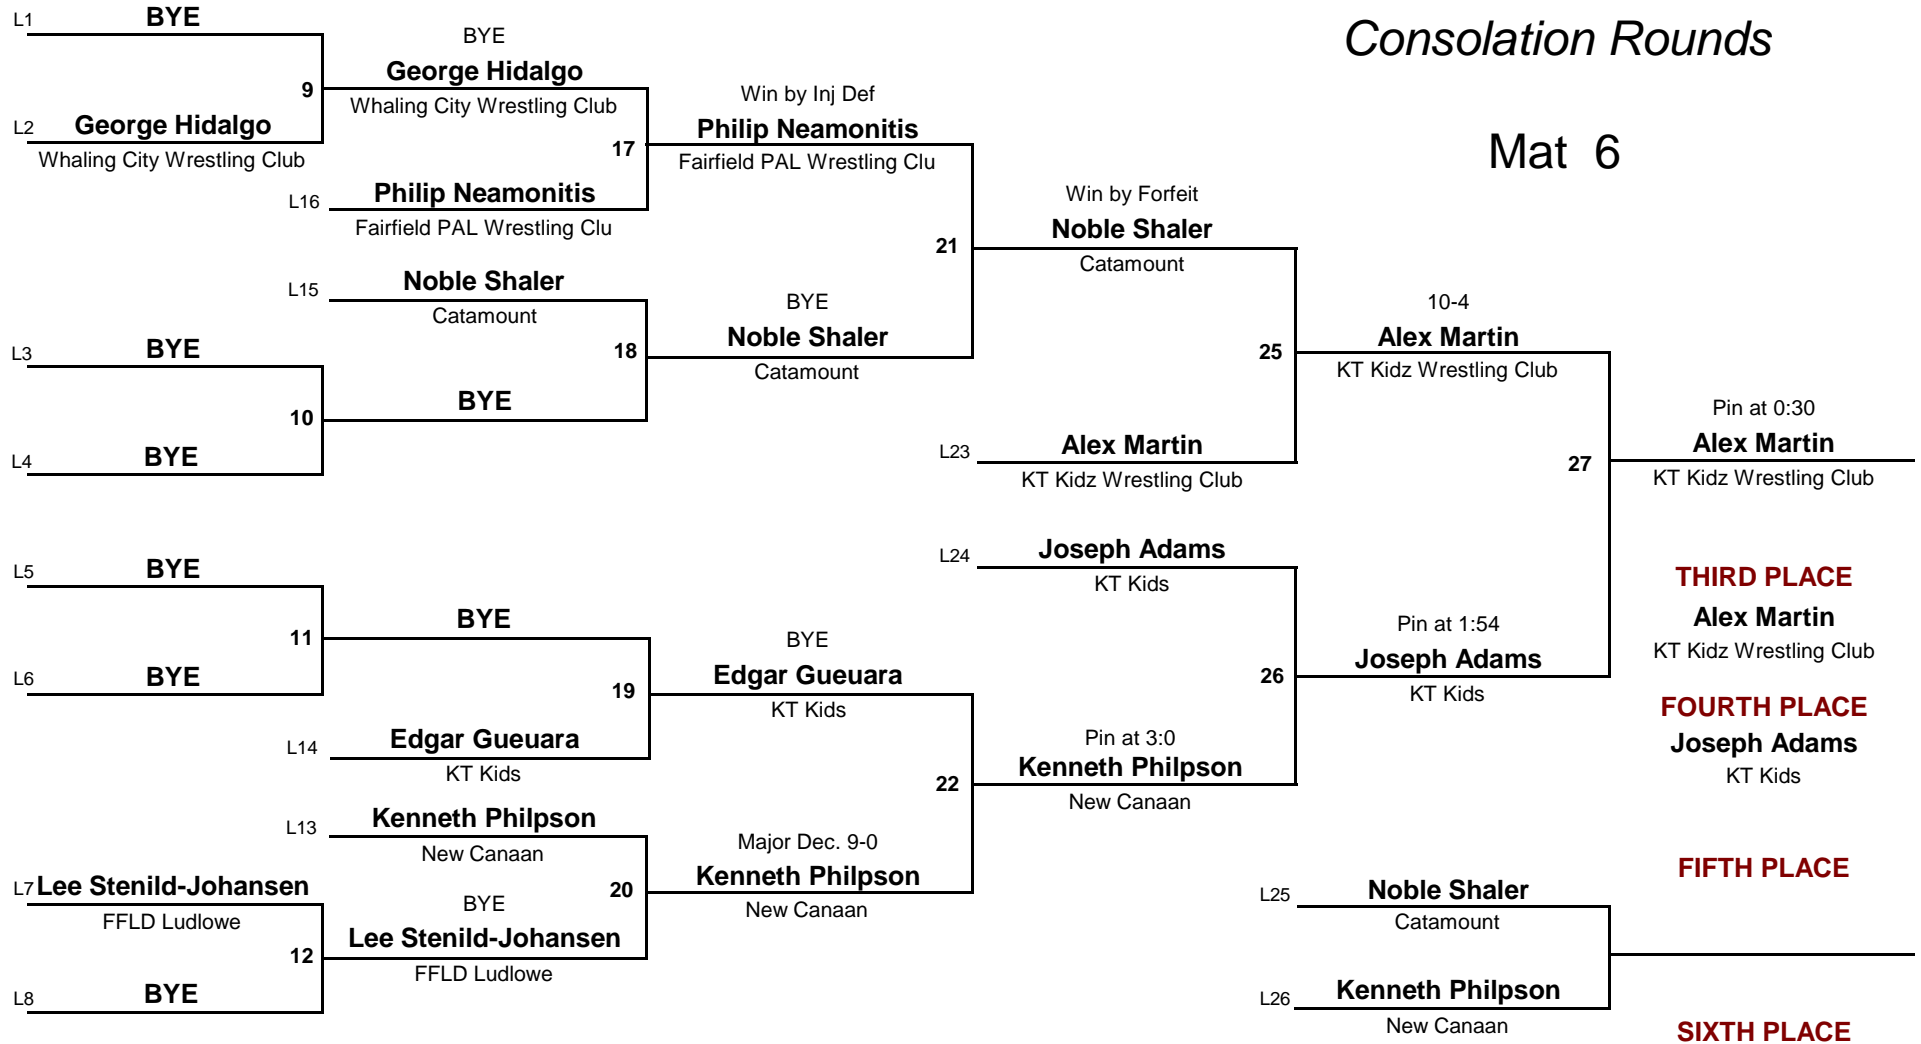 Consolation Rounds
Mat 6
L1 BYE
9
L2 George Hidalgo
Whaling City Wrestling Club
L3 BYE
10
L4 BYE
L5 BYE
11
L6 BYE
L7 Lee Stenild-Johansen
FFLD Ludlowe
12
L8 BYE
BYE
George Hidalgo
Whaling City Wrestling Club
17
L16 Philip Neamonitis
Fairfield PAL Wrestling Clu
L15 Noble Shaler
Catamount
18
BYE
BYE
19
L14 Edgar Gueuara
KT Kids
L13 Kenneth Philpson
New Canaan
20
BYE
Lee Stenild-Johansen
FFLD Ludlowe
Win by Inj Def
Philip Neamonitis
Fairfield PAL Wrestling Clu
21
BYE
Noble Shaler
Catamount
BYE
Edgar Gueuara
KT Kids
22
Major Dec. 9-0
Kenneth Philpson
New Canaan
Win by Forfeit
Noble Shaler
Catamount
25
L23 Alex Martin
KT Kidz Wrestling Club
L24 Joseph Adams
KT Kids
26
Pin at 3:0
Kenneth Philpson
New Canaan
10-4
Alex Martin
KT Kidz Wrestling Club
27
Pin at 1:54
Joseph Adams
KT Kids
L25 Noble Shaler
Catamount
L26 Kenneth Philpson
New Canaan
Pin at 0:30
Alex Martin
KT Kidz Wrestling Club
THIRD PLACE
Alex Martin
KT Kidz Wrestling Club
FOURTH PLACE
Joseph Adams
KT Kids
FIFTH PLACE
SIXTH PLACE